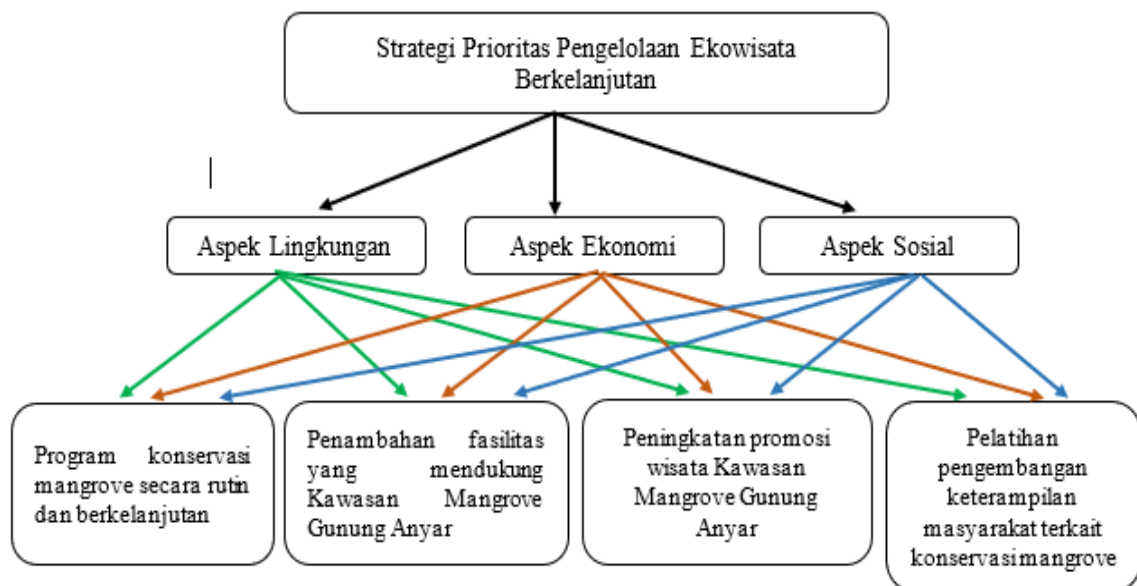 Strategi Prioritas Pengelolaan Ekowisata
Berkelanjutan
Aspek Lingkungan
Aspek Ekonomi
Aspek Sosial
Program konservasi
mangrove secara rutin
dan berkelanjutan
Penambahan fasilitas
yang mendukung
Kawasan Mangrove
Gunung Anyar
Peningkatan promosi
wisata Kawasan
Mangrove Gunung
Anyar
Pelatihan
pengembangan
keterampilan
masyarakat terkait
konservasi mangrove